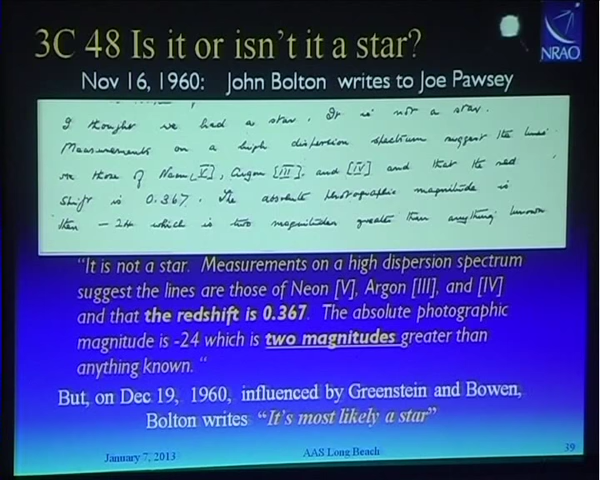 3C 48 Is it or isn't it a star?
NRAO
Nov 16, 1960: John Bolton writes to Joe Pawsey
I thought we had a star. It is not a star.
Measurements on a high dispersion spectrum suggest the lines
are those of Neon [V], Argon [III], and [IV] and that the red
shift is 0.367. The absolute photographic magnitude is
then -24 which is two magnitudes greater than anything known
"It is not a star. Measurements on a high dispersion spectrum
suggest the lines are those of Neon [V], Argon [III], and [IV]
and that the redshift is 0.367. The absolute photographic
magnitude is -24 which is two magnitudes greater than
anything known. "
But, on Dec 19, 1960, influenced by Greenstein and Bowen,
Bolton writes "It's most likely a star"
January 7, 2013
AAS Long Beach
39